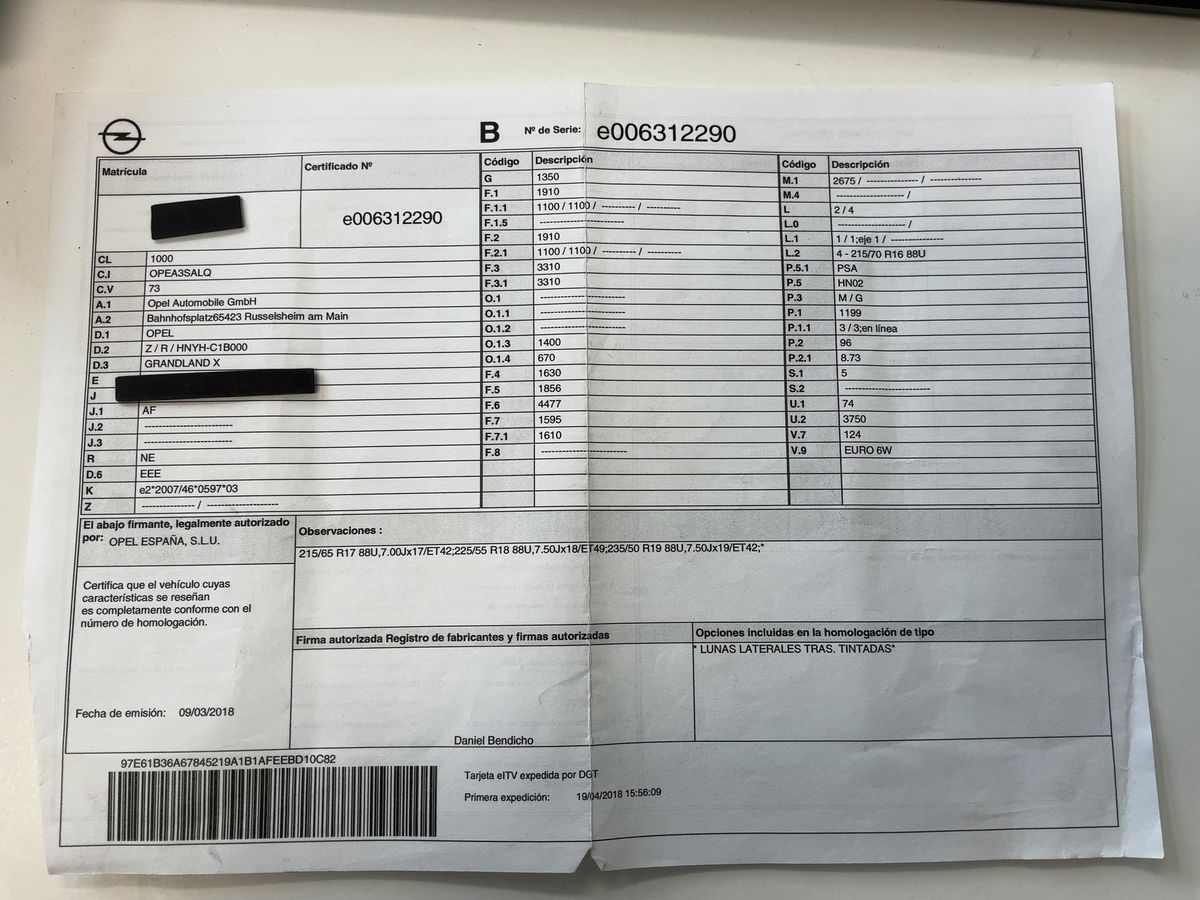 B Nº de Serie: e006312290
Matrícula
Certificado Nº
e006312290
CL 1000
C.I OPEA3SALQ
C.V 73
A.1 Opel Automobile GmbH
A.2 Bahnhofsplatz65423 Russelsheim am Main
D.1 OPEL
D.2 Z / R / HNYH-C1B000
D.3 GRANDLAND X
E
J
J.1 AF
J.2 ------------------------
J.3 ------------------------
R NE
D.6 EEE
K e2*2007/46*0597*03
Z -------------- / -------------------
Código Descripción
G 1350
F.1 1910
F.1.1 1100 / 1100 / --------- / ---------
F.1.5 -----------------------
F.2 1910
F.2.1 1100 / 1100 / --------- / ---------
F.3 3310
F.3.1 3310
O.1 -----------------------
O.1.1 -----------------------
O.1.2 -----------------------
O.1.3 1400
O.1.4 670
F.4 1630
F.5 1856
F.6 4477
F.7 1595
F.7.1 1610
F.8 -----------------------
Código Descripción
M.1 2675 / -------------- / --------------
M.4 ------------------ /
L 2 / 4
L.0 ------------------- /
L.1 1 / 1;eje 1 / --------------
L.2 4 - 215/70 R16 88U
P.5.1 PSA
P.5 HN02
P.3 M / G
P.1 1199
P.1.1 3 / 3;en línea
P.2 96
P.2.1 8.73
S.1 5
S.2 -----------------------
U.1 74
U.2 3750
V.7 124
V.9 EURO 6W
El abajo firmante, legalmente autorizado
por: OPEL ESPAÑA, S.L.U.
Certifica que el vehículo cuyas
características se reseñan
es completamente conforme con el
número de homologación.
Fecha de emisión: 09/03/2018
Observaciones :
215/65 R17 88U,7.00Jx17/ET42;225/55 R18 88U,7.50Jx18/ET49;235/50 R19 88U,7.50Jx19/ET42;*
Firma autorizada Registro de fabricantes y firmas autorizadas
Daniel Bendicho
Opciones incluidas en la homologación de tipo
* LUNAS LATERALES TRAS. TINTADAS*
97E61B36A67845219A1B1AFEEBD10C82
Tarjeta eITV expedida por DGT
Primera expedición: 19/04/2018 15:56:09